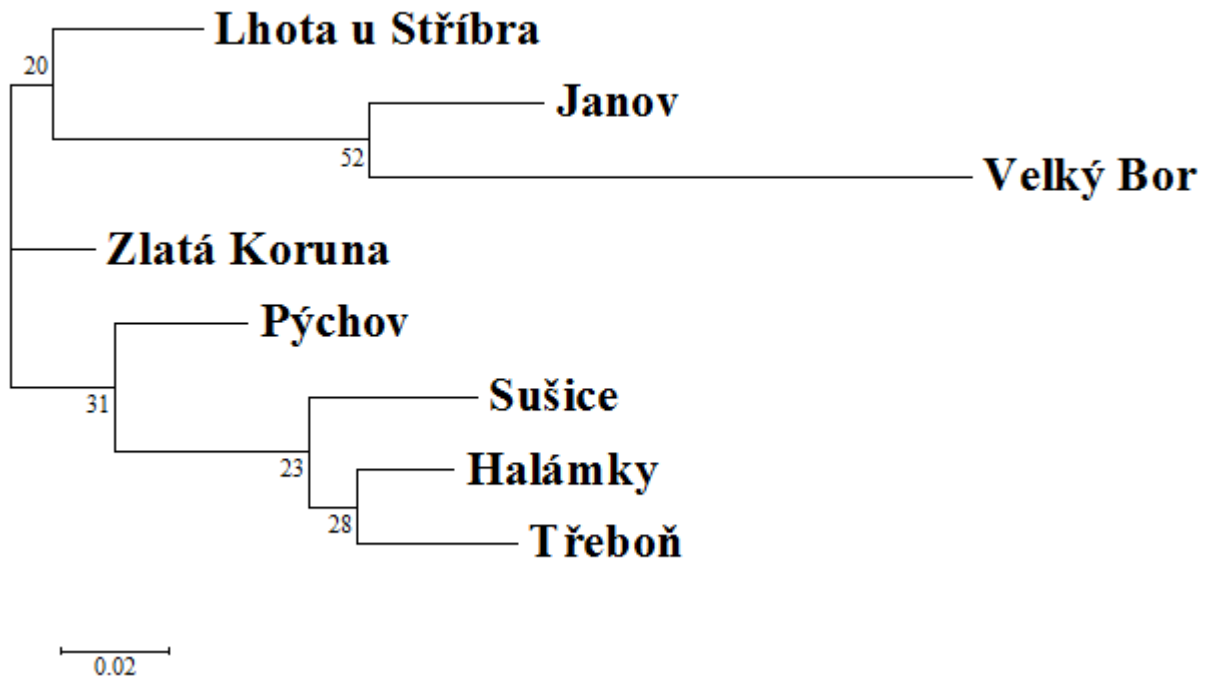 Lhota u Stříbra
20
Janov
52
Velký Bor
Zlatá Koruna
Pýchov
31
Sušice
23
Halámky
28
Třeboň
0.02